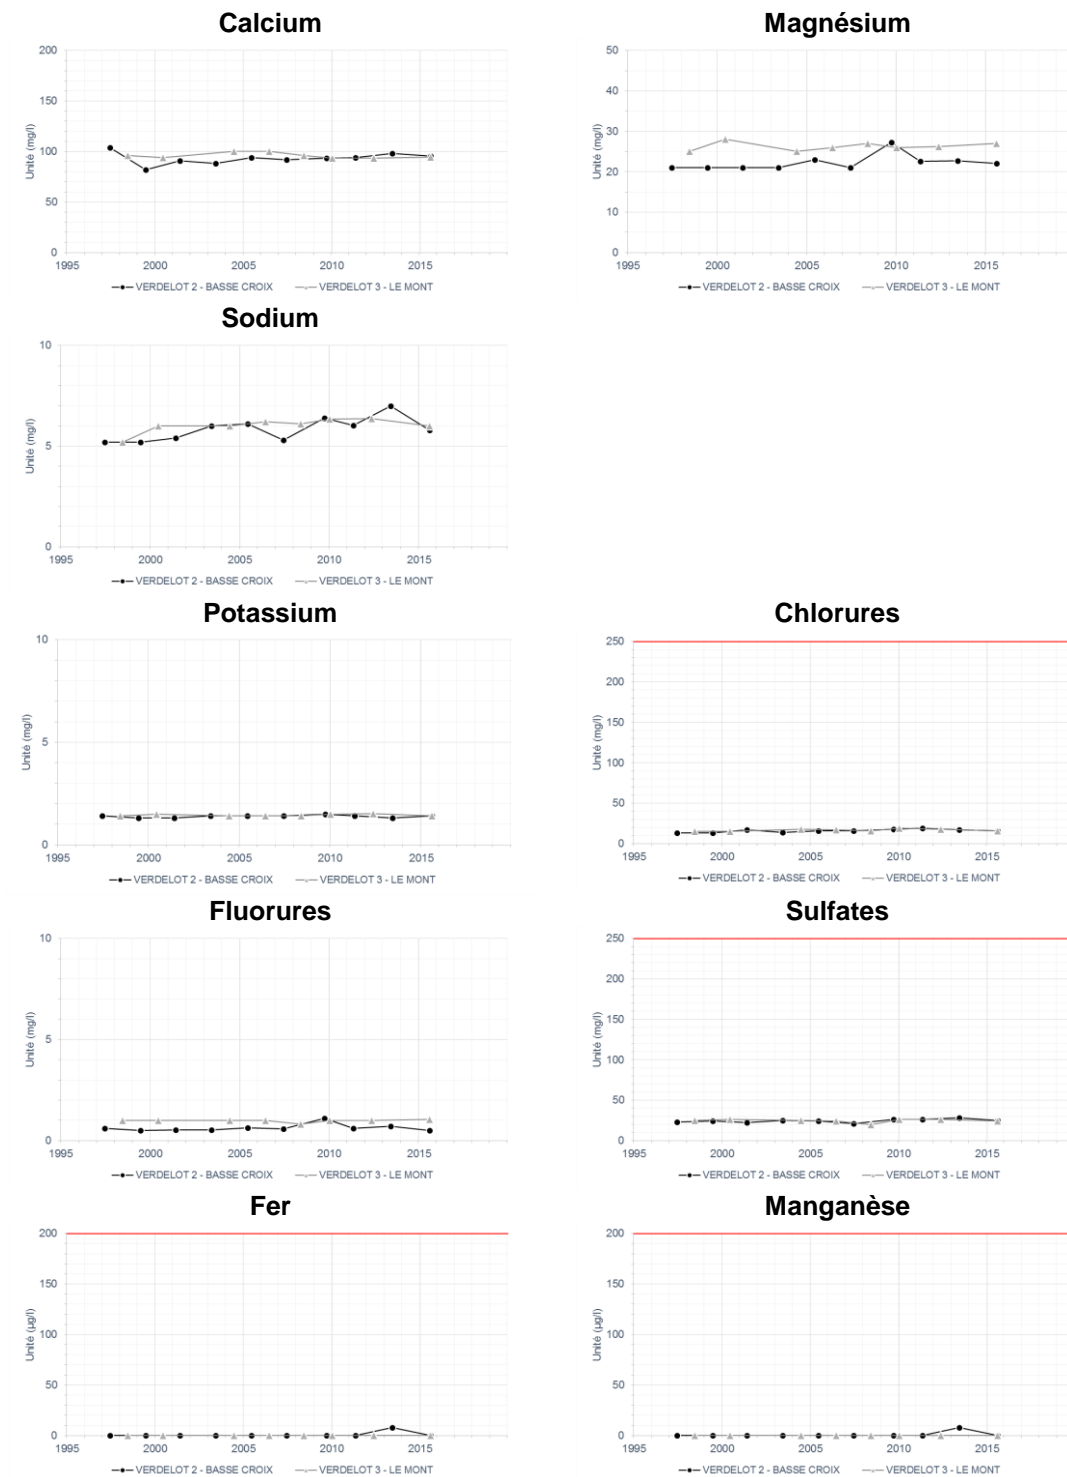 Calcium
200
150
100
50
0
Unité (mg/l)
1995 2000 2005 2010 2015
VERDELOT 2 - BASSE CROIX VERDELOT 3 - LE MONT
Magnésium
50
40
30
20
10
0
Unité (mg/l)
1995 2000 2005 2010 2015
VERDELOT 2 - BASSE CROIX VERDELOT 3 - LE MONT
Sodium
10
5
0
Unité (mg/l)
1995 2000 2005 2010 2015
VERDELOT 2 - BASSE CROIX VERDELOT 3 - LE MONT
Potassium
10
5
0
Unité (mg/l)
1995 2000 2005 2010 2015
VERDELOT 2 - BASSE CROIX VERDELOT 3 - LE MONT
Chlorures
250
200
150
100
50
0
Unité (mg/l)
1995 2000 2005 2010 2015
VERDELOT 2 - BASSE CROIX VERDELOT 3 - LE MONT
Fluorures
10
5
0
Unité (mg/l)
1995 2000 2005 2010 2015
VERDELOT 2 - BASSE CROIX VERDELOT 3 - LE MONT
Sulfates
250
200
150
100
50
0
Unité (mg/l)
1995 2000 2005 2010 2015
VERDELOT 2 - BASSE CROIX VERDELOT 3 - LE MONT
Fer
200
150
100
50
0
Unité (µg/l)
1995 2000 2005 2010 2015
VERDELOT 2 - BASSE CROIX VERDELOT 3 - LE MONT
Manganèse
200
150
100
50
0
Unité (µg/l)
1995 2000 2005 2010 2015
VERDELOT 2 - BASSE CROIX VERDELOT 3 - LE MONT